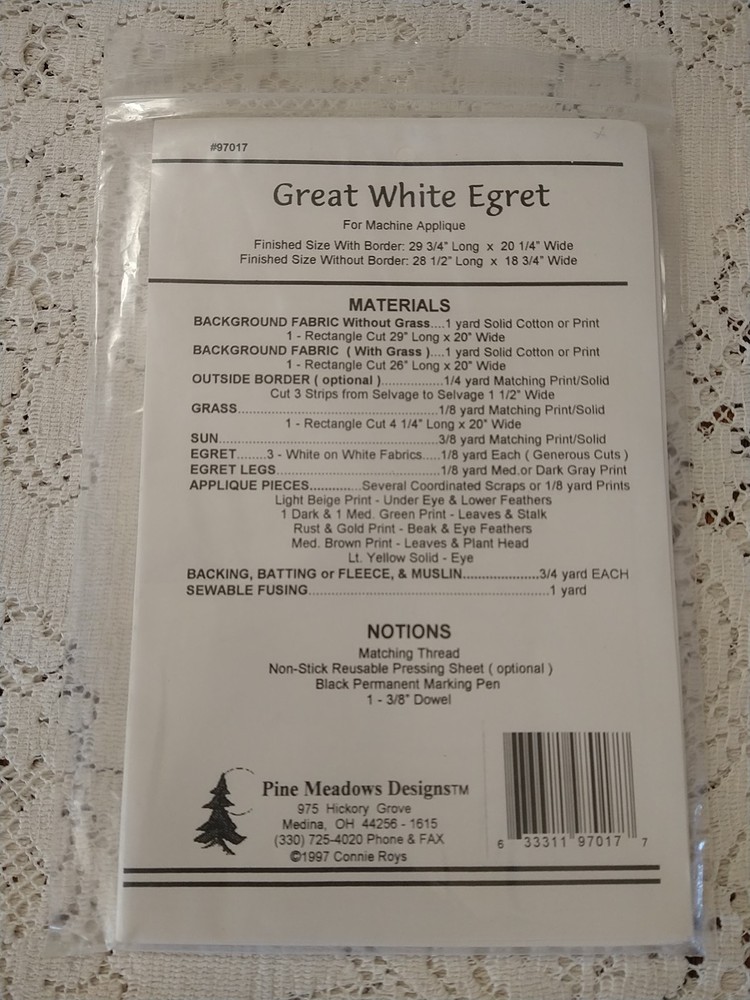 #97017
Great White Egret
For Machine Applique
Finished Size With Border: 29 3/4" Long x 20 1/4" Wide
Finished Size Without Border: 28 1/2" Long x 18 3/4" Wide
MATERIALS
BACKGROUND FABRIC Without Grass....1 yard Solid Cotton or Print
1 - Rectangle Cut 29" Long x 20" Wide
BACKGROUND FABRIC ( With Grass )....1 yard Solid Cotton or Print
1 - Rectangle Cut 26" Long x 20" Wide
OUTSIDE BORDER ( optional )...............1/4 yard Matching Print/Solid
Cut 3 Strips from Selvage to Selvage 1 1/2" Wide
GRASS.................................................1/8 yard Matching Print/Solid
1 - Rectangle Cut 4 1/4" Long x 20" Wide
SUN.....................................................3/8 yard Matching Print/Solid
EGRET.......3 - White on White Fabrics.....1/8 yard Each ( Generous Cuts )
EGRET LEGS........................................1/8 yard Med.or Dark Gray Print
APPLIQUE PIECES............Several Coordinated Scraps or 1/8 yard Prints
Light Beige Print - Under Eye & Lower Feathers
1 Dark & 1 Med. Green Print - Leaves & Stalk
Rust & Gold Print - Beak & Eye Feathers
Med. Brown Print - Leaves & Plant Head
Lt. Yellow Solid - Eye
BACKING, BATTING or FLEECE, & MUSLIN....................3/4 yard EACH
SEWABLE FUSING..........................................................1 yard
NOTIONS
Matching Thread
Non-Stick Reusable Pressing Sheet ( optional )
Black Permanent Marking Pen
1 - 3/8" Dowel
Pine Meadows Designs™
975 Hickory Grove
Medina, OH 44256 - 1615
(330) 725-4020 Phone & FAX
©1997 Connie Roys
6 33311 97017 7